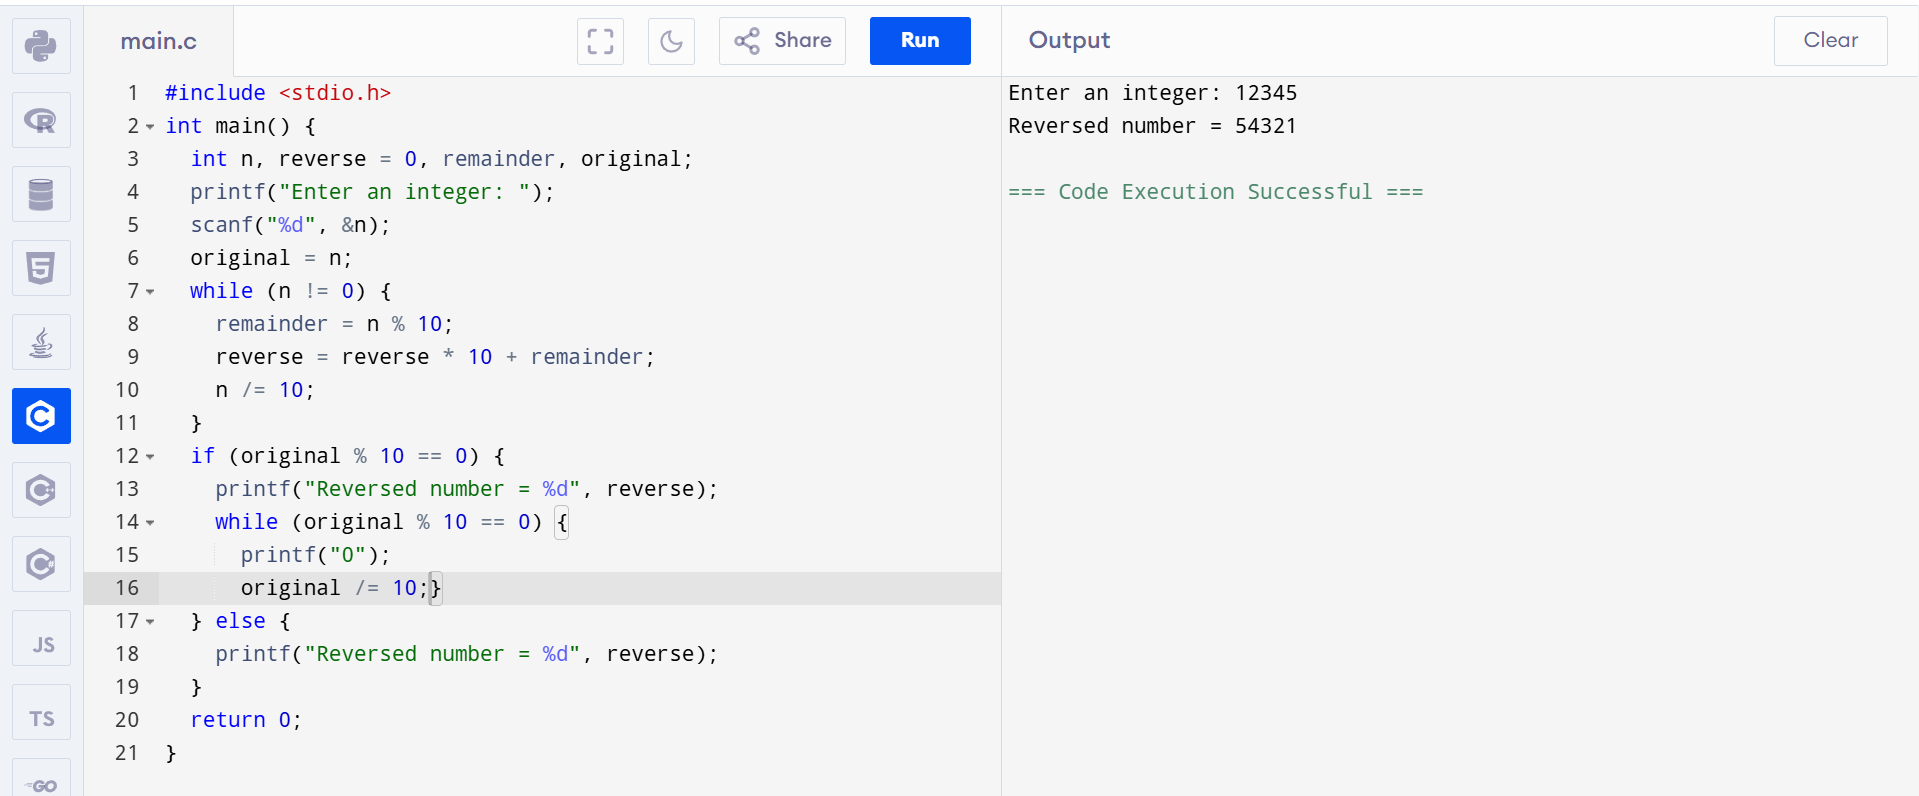 main.c
Share
Run
Output
Clear
1 #include <stdio.h>
2 int main() {
3 int n, reverse = 0, remainder, original;
4 printf("Enter an integer: ");
5 scanf("%d", &n);
6 original = n;
7 while (n != 0) {
8 remainder = n % 10;
9 reverse = reverse * 10 + remainder;
10 n /= 10;
11 }
12 if (original % 10 == 0) {
13 printf("Reversed number = %d", reverse);
14 while (original % 10 == 0) {
15 printf("0");
16 original /= 10;}
17 } else {
18 printf("Reversed number = %d", reverse);
19 }
20 return 0;
21 }
Enter an integer: 12345
Reversed number = 54321
=== Code Execution Successful ===
R
5
C
C++
C#
JS
TS
GO